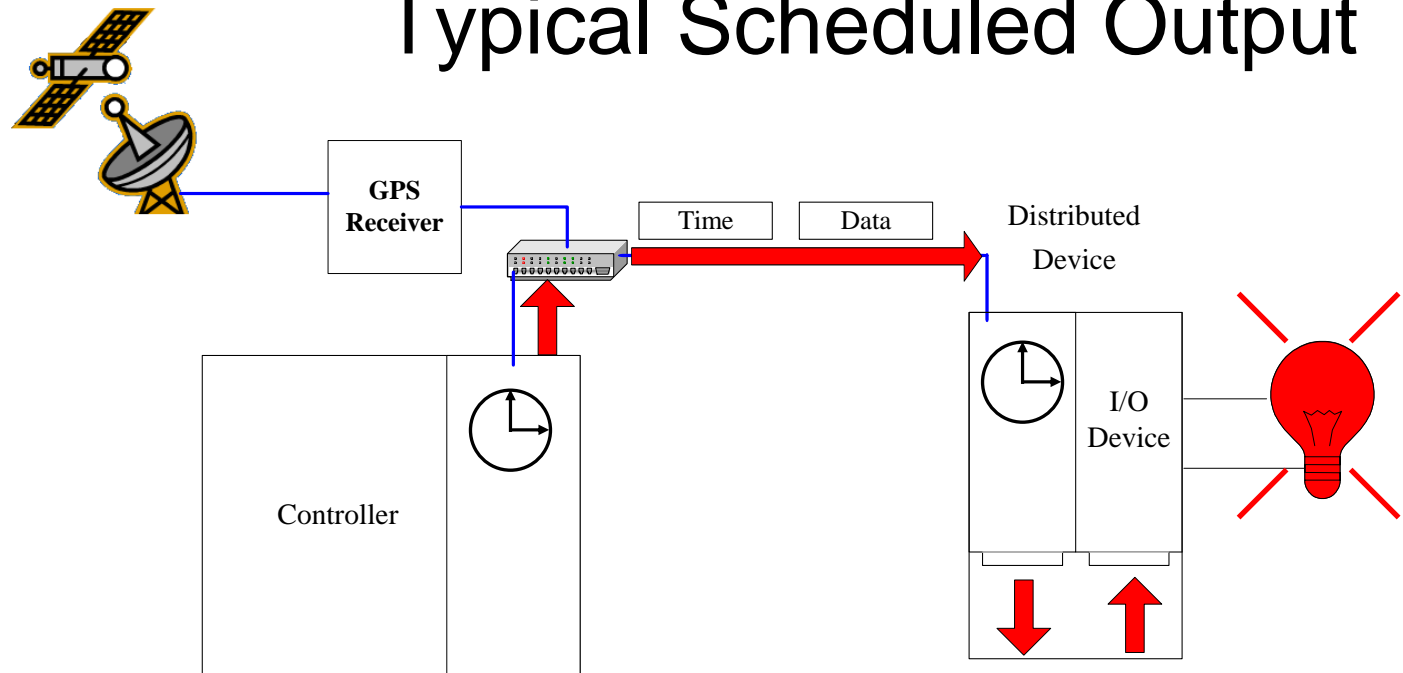 Typical Scheduled Output
GPS
Receiver
Time
Data
Distributed
Device
I/O
Device
Controller